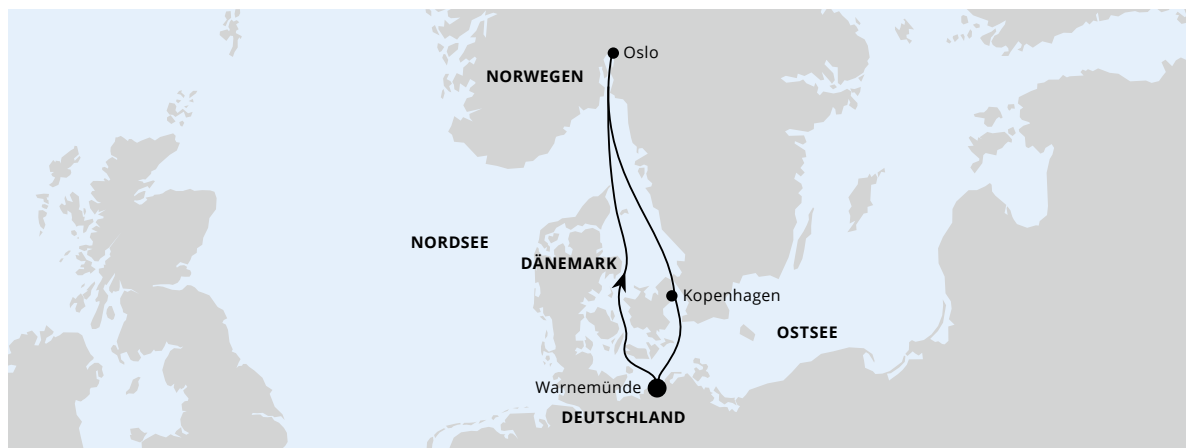 Oslo
NORWEGEN
NORDSEE
DÄNEMARK
Kopenhagen
OSTSEE
Warnemünde
DEUTSCHLAND